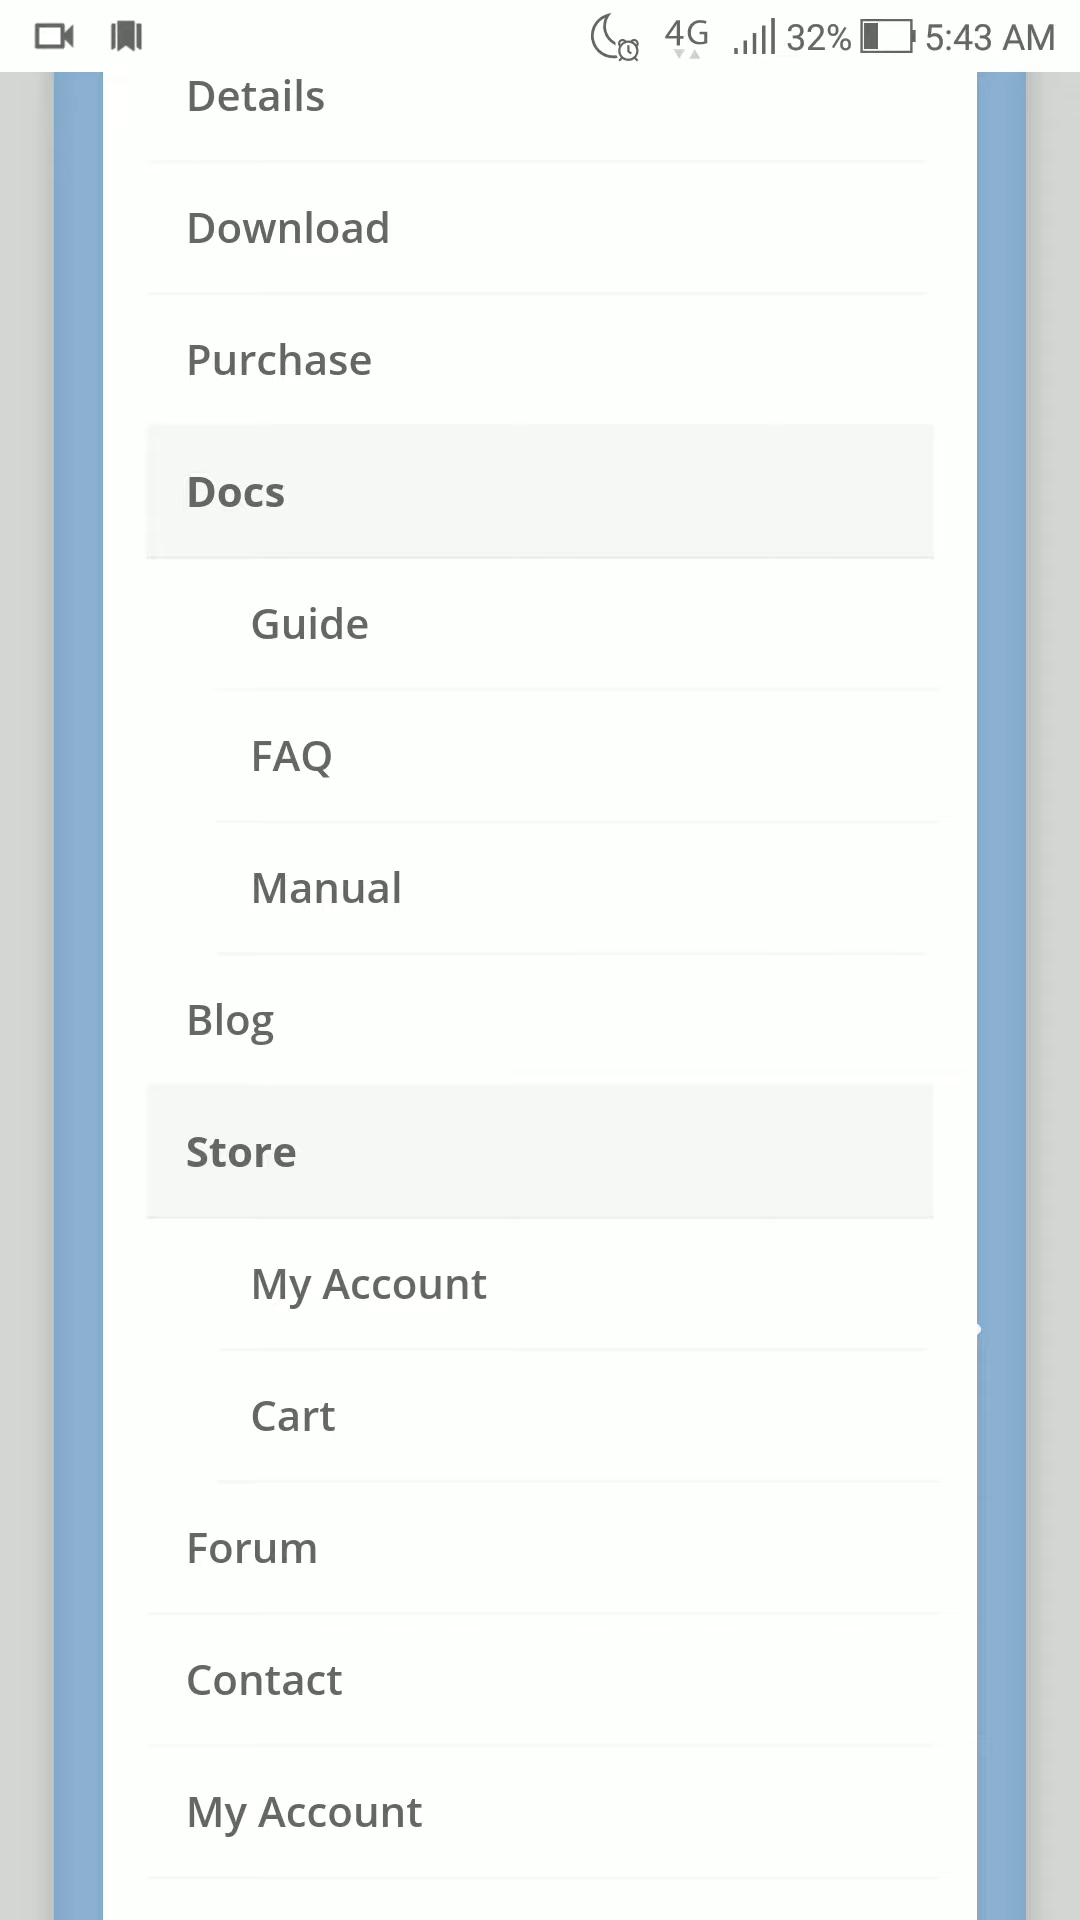 4G 32% 5:43 AM
Details
Download
Purchase
Docs
Guide
FAQ
Manual
Blog
Store
My Account
Cart
Forum
Contact
My Account